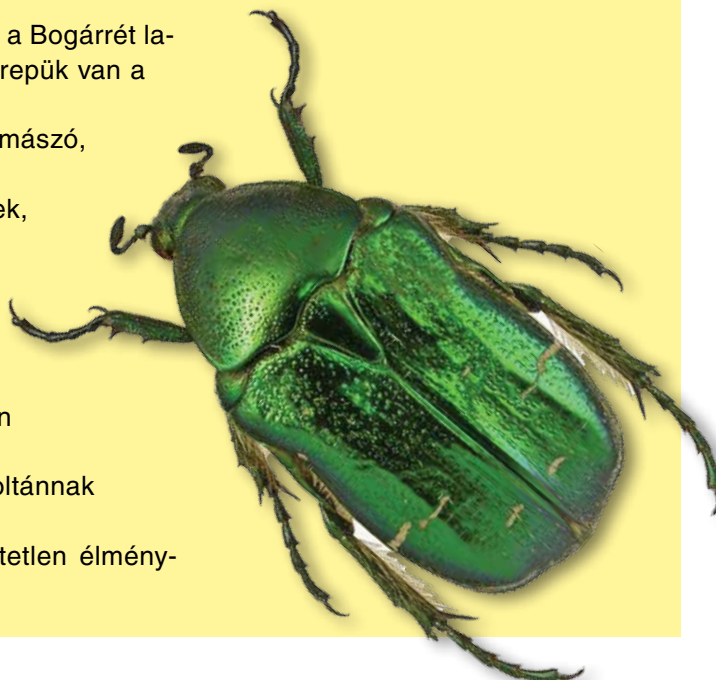 a Bogárrét la-
repük van a
mászó,
ek,
n
oltánnak
tetlen élmény-